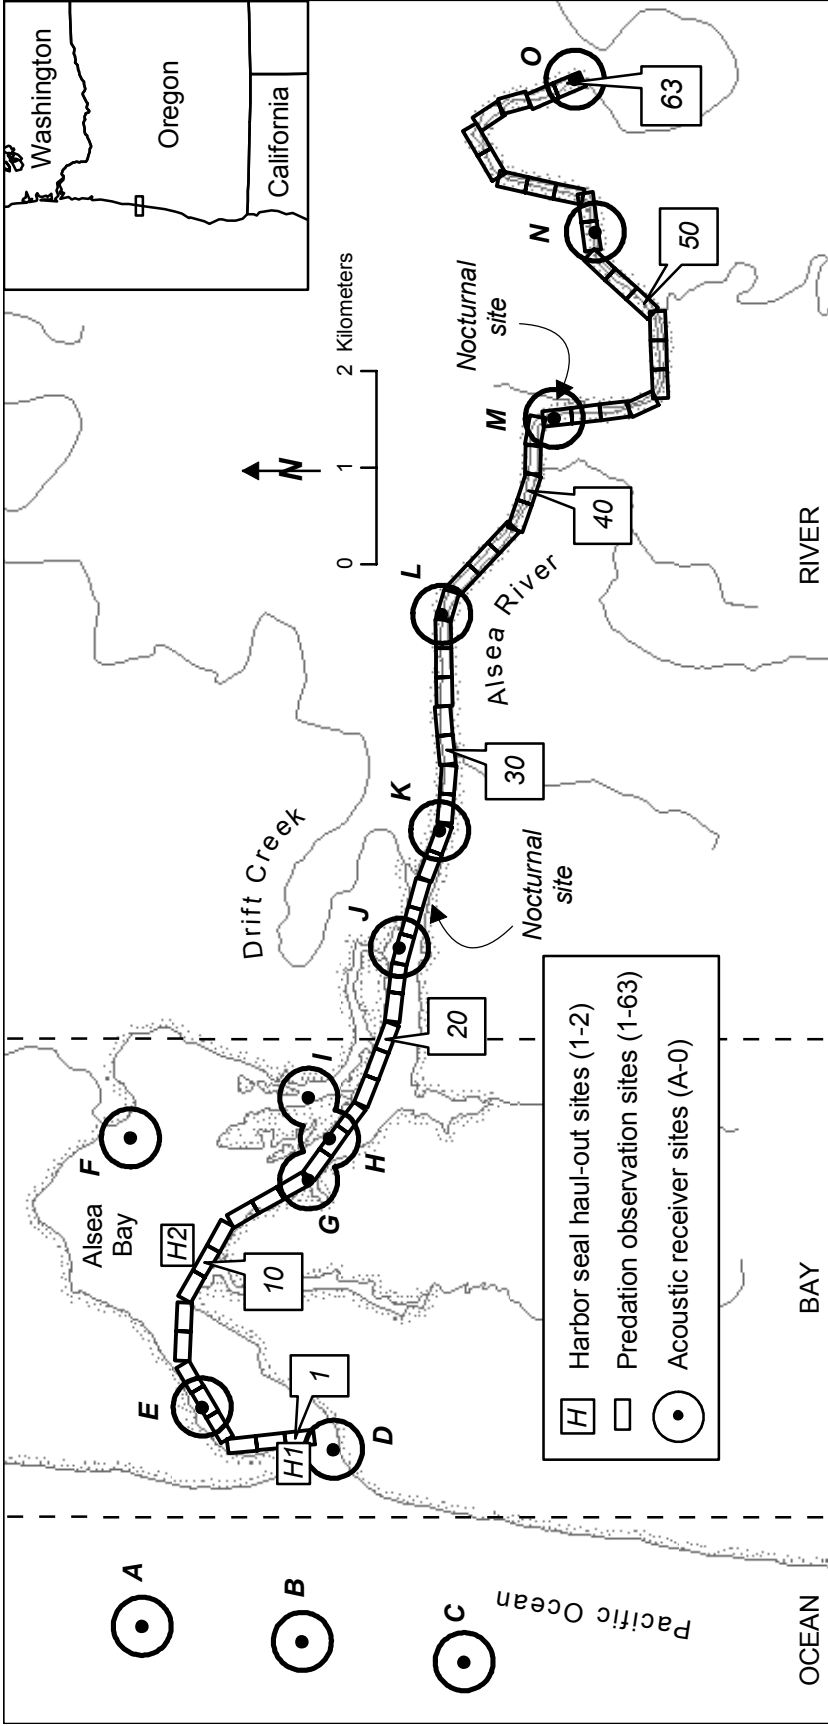 Washington
Oregon
California
0 1 2 Kilometers
N
A
B
C
D
E
F
G
H
I
J
K
L
M
N
O
H1
H2
1
10
20
30
40
50
63
Alsea
Bay
Drift Creek
Alsea River
Pacific Ocean
Nocturnal
site
Nocturnal
site
H Harbor seal haul-out sites (1-2)
Predation observation sites (1-63)
Acoustic receiver sites (A-0)
OCEAN
BAY
RIVER